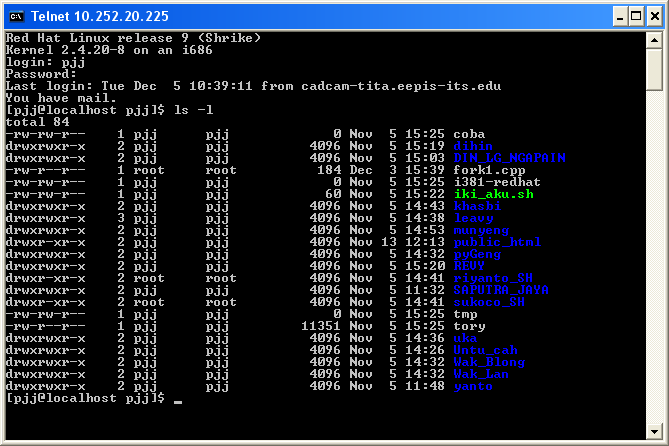 Telnet 10.252.20.225
Red Hat Linux release 9 (Shrike)
Kernel 2.4.20-8 on an i686
login: pjj
Password:
Last login: Tue Dec  5 10:39:11 from cadcam-tita.eepis-its.edu
You have mail.
[pjj@localhost pjj]$ ls -l
total 84
-rw-rw-r--    1 pjj      pjj             0 Nov  5 15:25 coba
drwxrwxr-x    2 pjj      pjj          4096 Nov  5 15:19 dihin
drwxrwxr-x    2 pjj      pjj          4096 Nov  5 15:03 DIN_LG_NGAPAIN
-rw-r--r--    1 root     root          184 Dec  3 15:39 fork1.cpp
-rw-rw-r--    1 pjj      pjj             0 Nov  5 15:25 i381-redhat
-rw-rw-r--    1 pjj      pjj            60 Nov  5 15:22 iki_aku.sh
drwxrwxr-x    2 pjj      pjj          4096 Nov  5 14:43 khashi
drwxrwxr-x    3 pjj      pjj          4096 Nov  5 14:38 leavy
drwxrwxr-x    2 pjj      pjj          4096 Nov  5 14:53 munyeng
drwxr-xr-x    2 pjj      pjj          4096 Nov 13 12:13 public_html
drwxrwxr-x    2 pjj      pjj          4096 Nov  5 14:32 pyGeng
drwxrwxr-x    2 pjj      pjj          4096 Nov  5 15:20 REVY
drwxr-xr-x    2 root     root         4096 Nov  5 14:41 riyanto_SH
drwxrwxr-x    2 pjj      pjj          4096 Nov  5 11:32 SAPUTRA_JAYA
drwxr-xr-x    2 root     root         4096 Nov  5 14:41 sukoco_SH
-rw-rw-r--    1 pjj      pjj             0 Nov  5 15:25 tmp
-rw-r--r--    1 pjj      pjj         11351 Nov  5 15:25 tory
drwxrwxr-x    2 pjj      pjj          4096 Nov  5 14:36 uka
drwxrwxr-x    2 pjj      pjj          4096 Nov  5 14:26 Untu_cah
drwxrwxr-x    2 pjj      pjj          4096 Nov  5 14:32 Wak_Blong
drwxrwxr-x    2 pjj      pjj          4096 Nov  5 14:32 Wak_Lan
drwxrwxr-x    2 pjj      pjj          4096 Nov  5 11:48 yanto
[pjj@localhost pjj]$ _